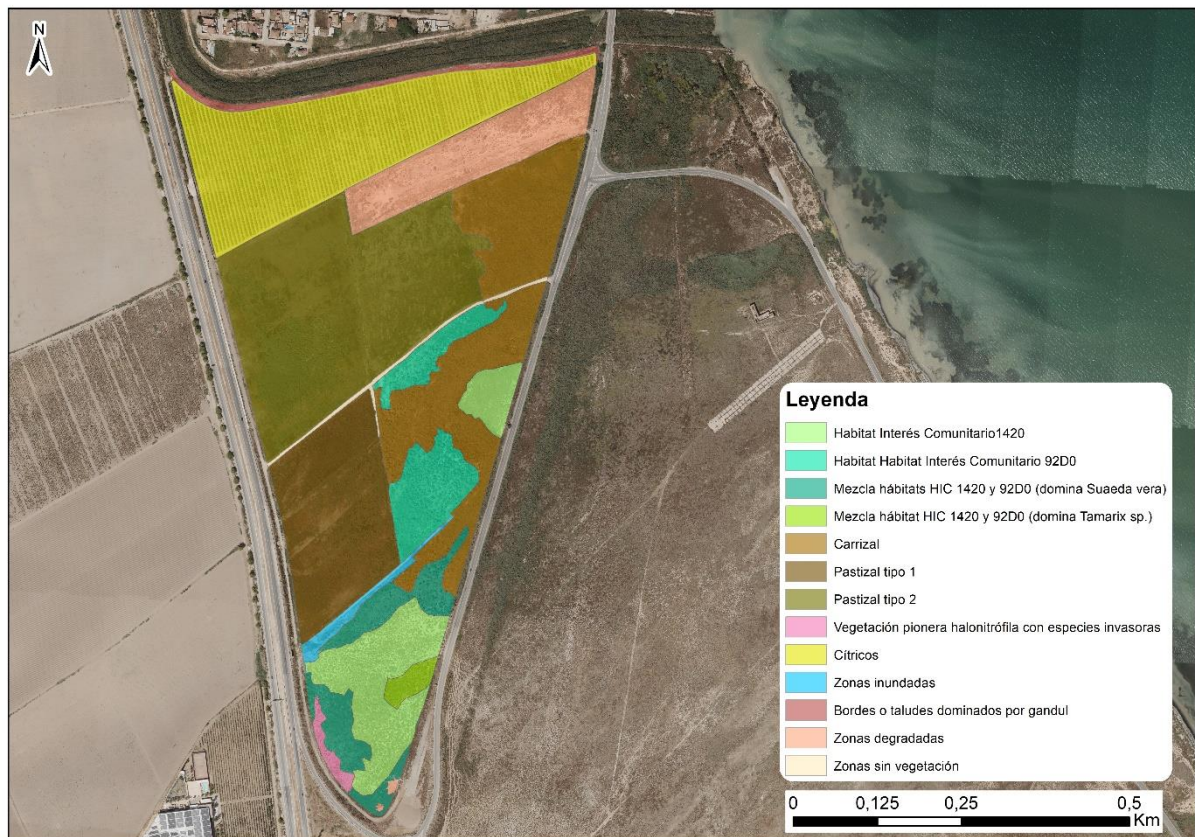 N
Leyenda
Habitat Interés Comunitario1420
Habitat Habitat Interés Comunitario 92D0
Mezcla hábitats HIC 1420 y 92D0 (domina Suaeda vera)
Mezcla hábitat HIC 1420 y 92D0 (domina Tamarix sp.)
Carrizal
Pastizal tipo 1
Pastizal tipo 2
Vegetación pionera halonitrófila con especies invasoras
Cítricos
Zonas inundadas
Bordes o taludes dominados por gandul
Zonas degradadas
Zonas sin vegetación
0 0,125 0,25 0,5
Km